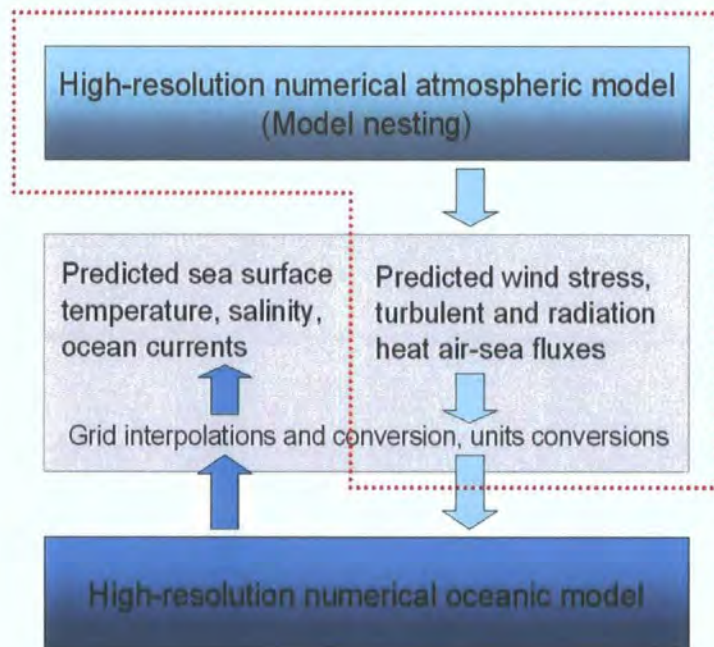 High-resolution numerical atmospheric model
(Model nesting)
Predicted sea surface
temperature, salinity,
ocean currents
Predicted wind stress,
turbulent and radiation
heat air-sea fluxes
Grid interpolations and conversion, units conversions
High-resolution numerical oceanic model